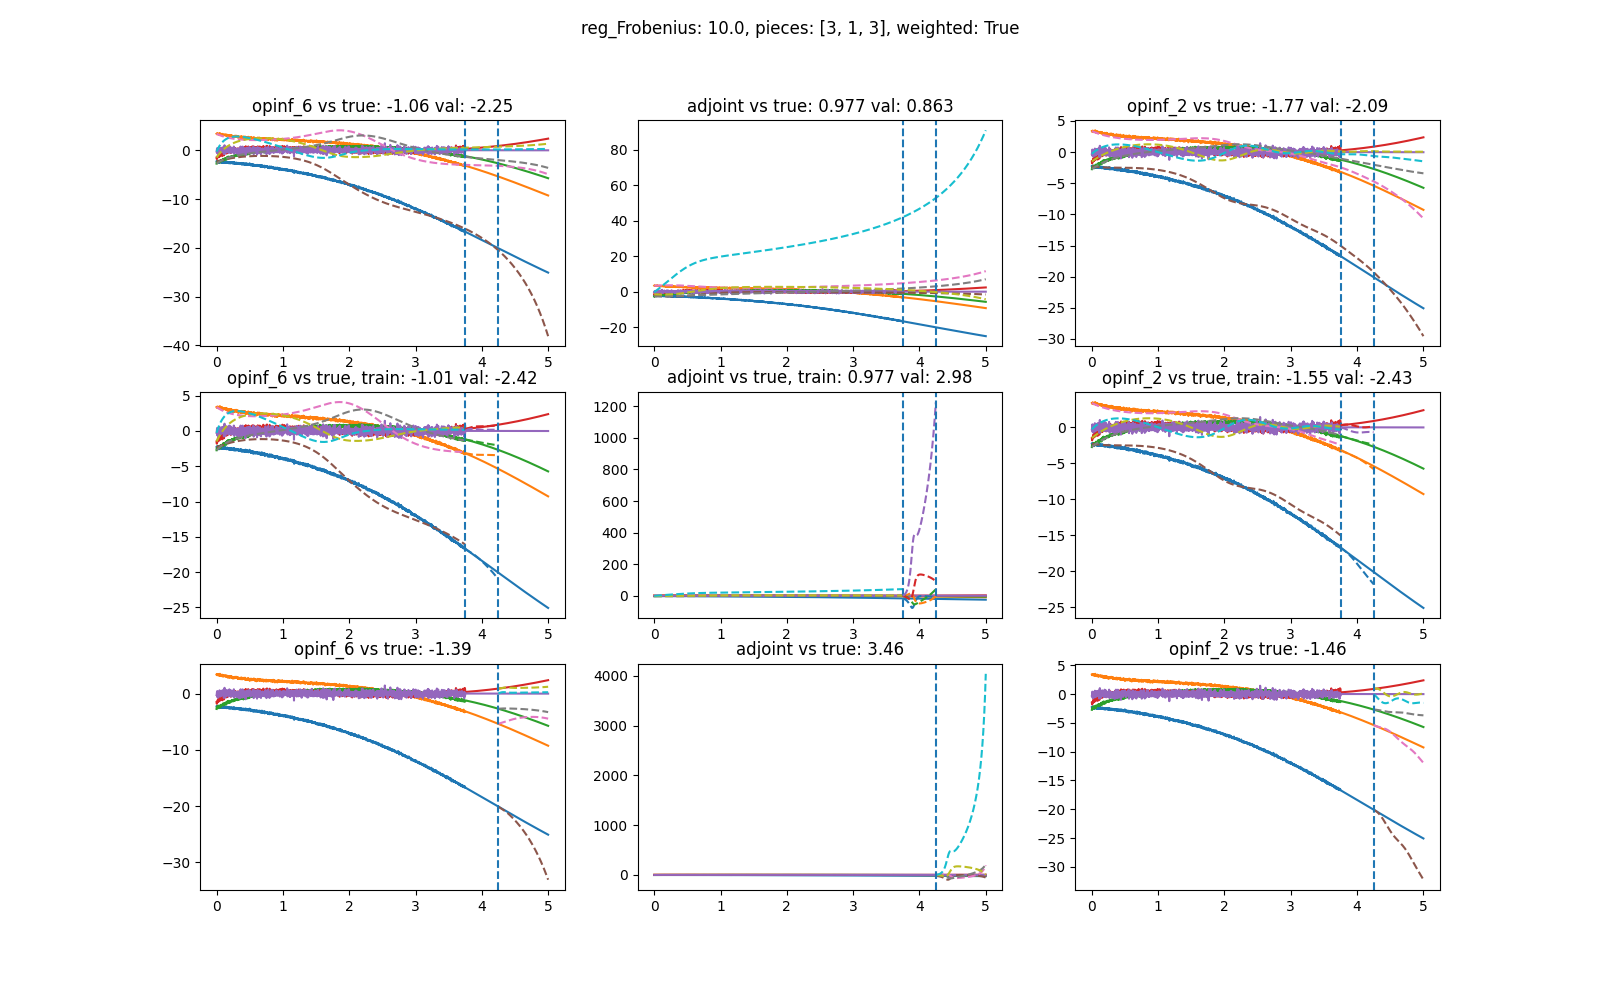 reg_Frobenius: 10.0, pieces: [3, 1, 3], weighted: True
opinf_6 vs true: -1.06 val: -2.25
adjoint vs true: 0.977 val: 0.863
opinf_2 vs true: -1.77 val: -2.09
0
−10
−20
−30
−40
0 1 2 3 4 5
80
60
40
20
0
−20
0 1 2 3 4 5
5
0
−5
−10
−15
−20
−25
−30
0 1 2 3 4 5
opinf_6 vs true, train: -1.01 val: -2.42
adjoint vs true, train: 0.977 val: 2.98
opinf_2 vs true, train: -1.55 val: -2.43
5
0
−5
−10
−15
−20
−25
0 1 2 3 4 5
1200
1000
800
600
400
200
0
0 1 2 3 4 5
0
−5
−10
−15
−20
−25
0 1 2 3 4 5
opinf_6 vs true: -1.39
adjoint vs true: 3.46
opinf_2 vs true: -1.46
0
−10
−20
−30
0 1 2 3 4 5
4000
3000
2000
1000
0
0 1 2 3 4 5
5
0
−5
−10
−15
−20
−25
−30
0 1 2 3 4 5